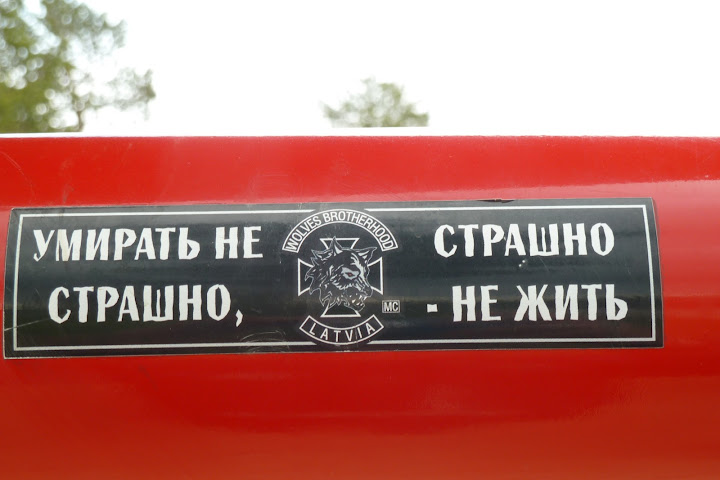 УМИРАТЬ НЕ
СТРАШНО,
WOLVES BROTHERHOOD
MC
LATVIA
СТРАШНО
- НЕ ЖИТЬ